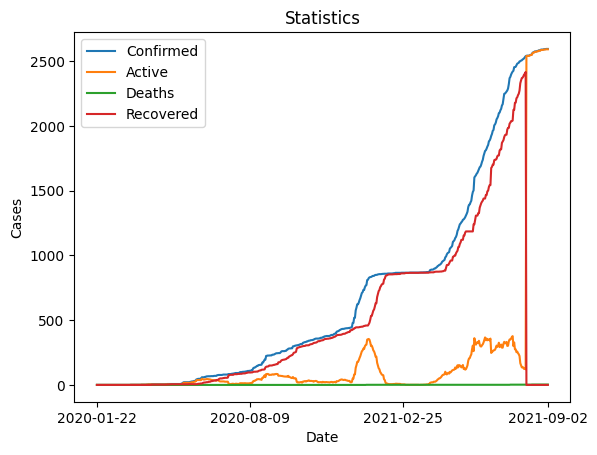 Statistics
Confirmed
Active
Deaths
Recovered
2500
2000
1500
1000
500
0
Cases
2020-01-22
2020-08-09
2021-02-25
2021-09-02
Date